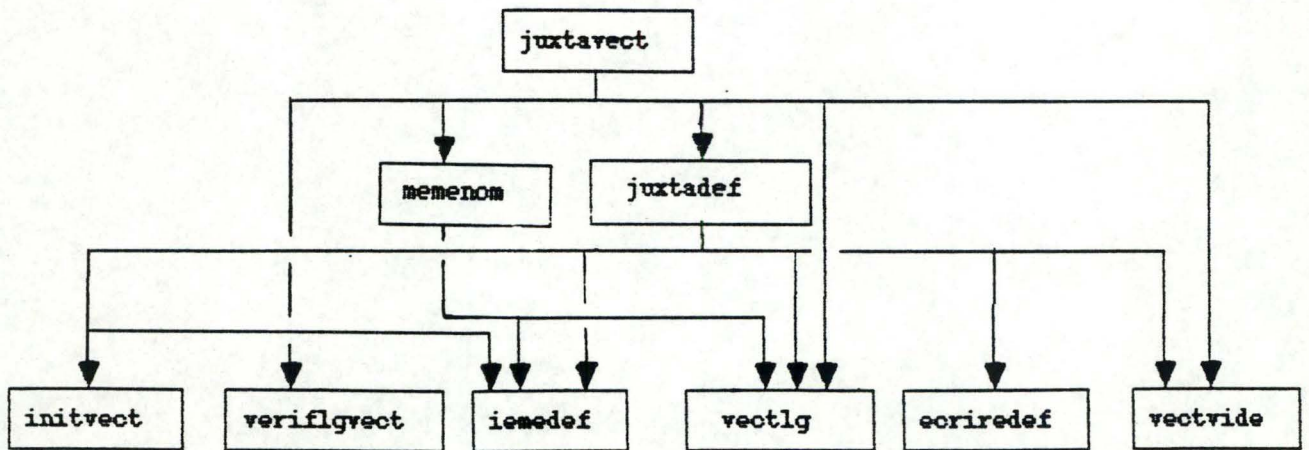 juxtavect
memenom
juxtadef
initvect
veriflgvect
iemedef
vectlg
ecriredef
vectvide